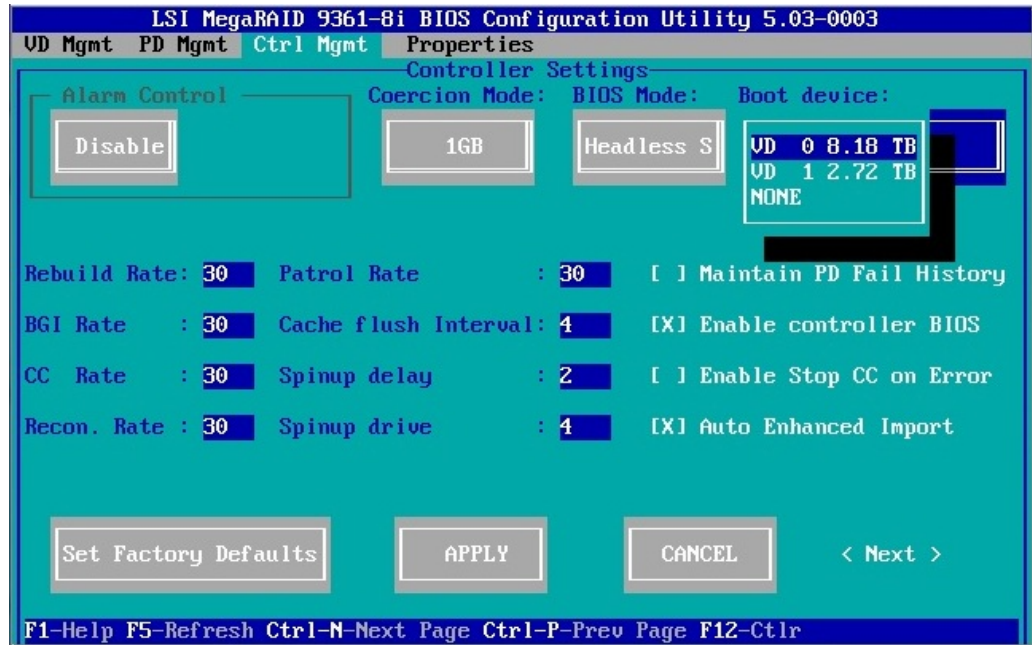 LSI MegaRAID 9361-8i BIOS Configuration Utility 5.03-0003
VD Mgmt PD Mgmt Ctrl Mgmt Properties
Controller Settings
Alarm Control Coercion Mode: BIOS Mode: Boot device:
Disable 1GB Headless S VD 0 8.18 TB
VD 1 2.72 TB
NONE
Rebuild Rate: 30 Patrol Rate : 30 [ ] Maintain PD Fail History
BGI Rate : 30 Cache flush Interval: 4 [X] Enable controller BIOS
CC Rate : 30 Spinup delay : 2 [ ] Enable Stop CC on Error
Recon. Rate : 30 Spinup drive : 4 [X] Auto Enhanced Import
Set Factory Defaults APPLY CANCEL < Next >
F1-Help F5-Refresh Ctrl-N-Next Page Ctrl-P-Prev Page F12-Ctlr